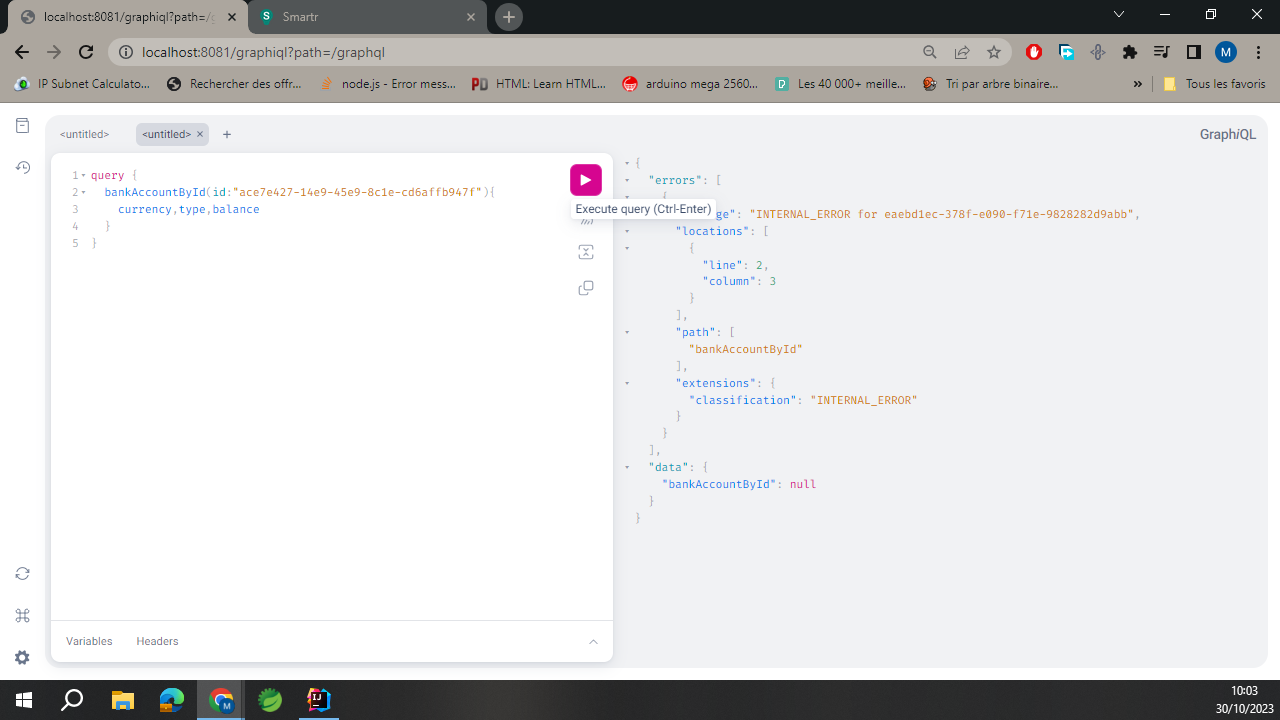 localhost:8081/graphiql?path=/g
Smartr
localhost:8081/graphiql?path=/graphql
M
IP Subnet Calculato...
Rechercher des offr...
node.js - Error mess...
PD HTML: Learn HTML...
arduino mega 2560...
Les 40 000+ meille...
Tri par arbre binaire...
»
Tous les favoris
<untitled>
<untitled> ×
+
GraphiQL
1 query {
2 bankAccountById(id:"ace7e427-14e9-45e9-8c1e-cd6affb947f"){
3 currency,type,balance
4 }
5 }
Execute query (Ctrl-Enter)
{
"errors": [
{
ge": "INTERNAL_ERROR for eaebd1ec-378f-e090-f71e-9828282d9abb",
"locations": [
{
"line": 2,
"column": 3
}
],
"path": [
"bankAccountById"
],
"extensions": {
"classification": "INTERNAL_ERROR"
}
}
],
"data": {
"bankAccountById": null
}
}
Variables
Headers
M
IJ
10:03
30/10/2023